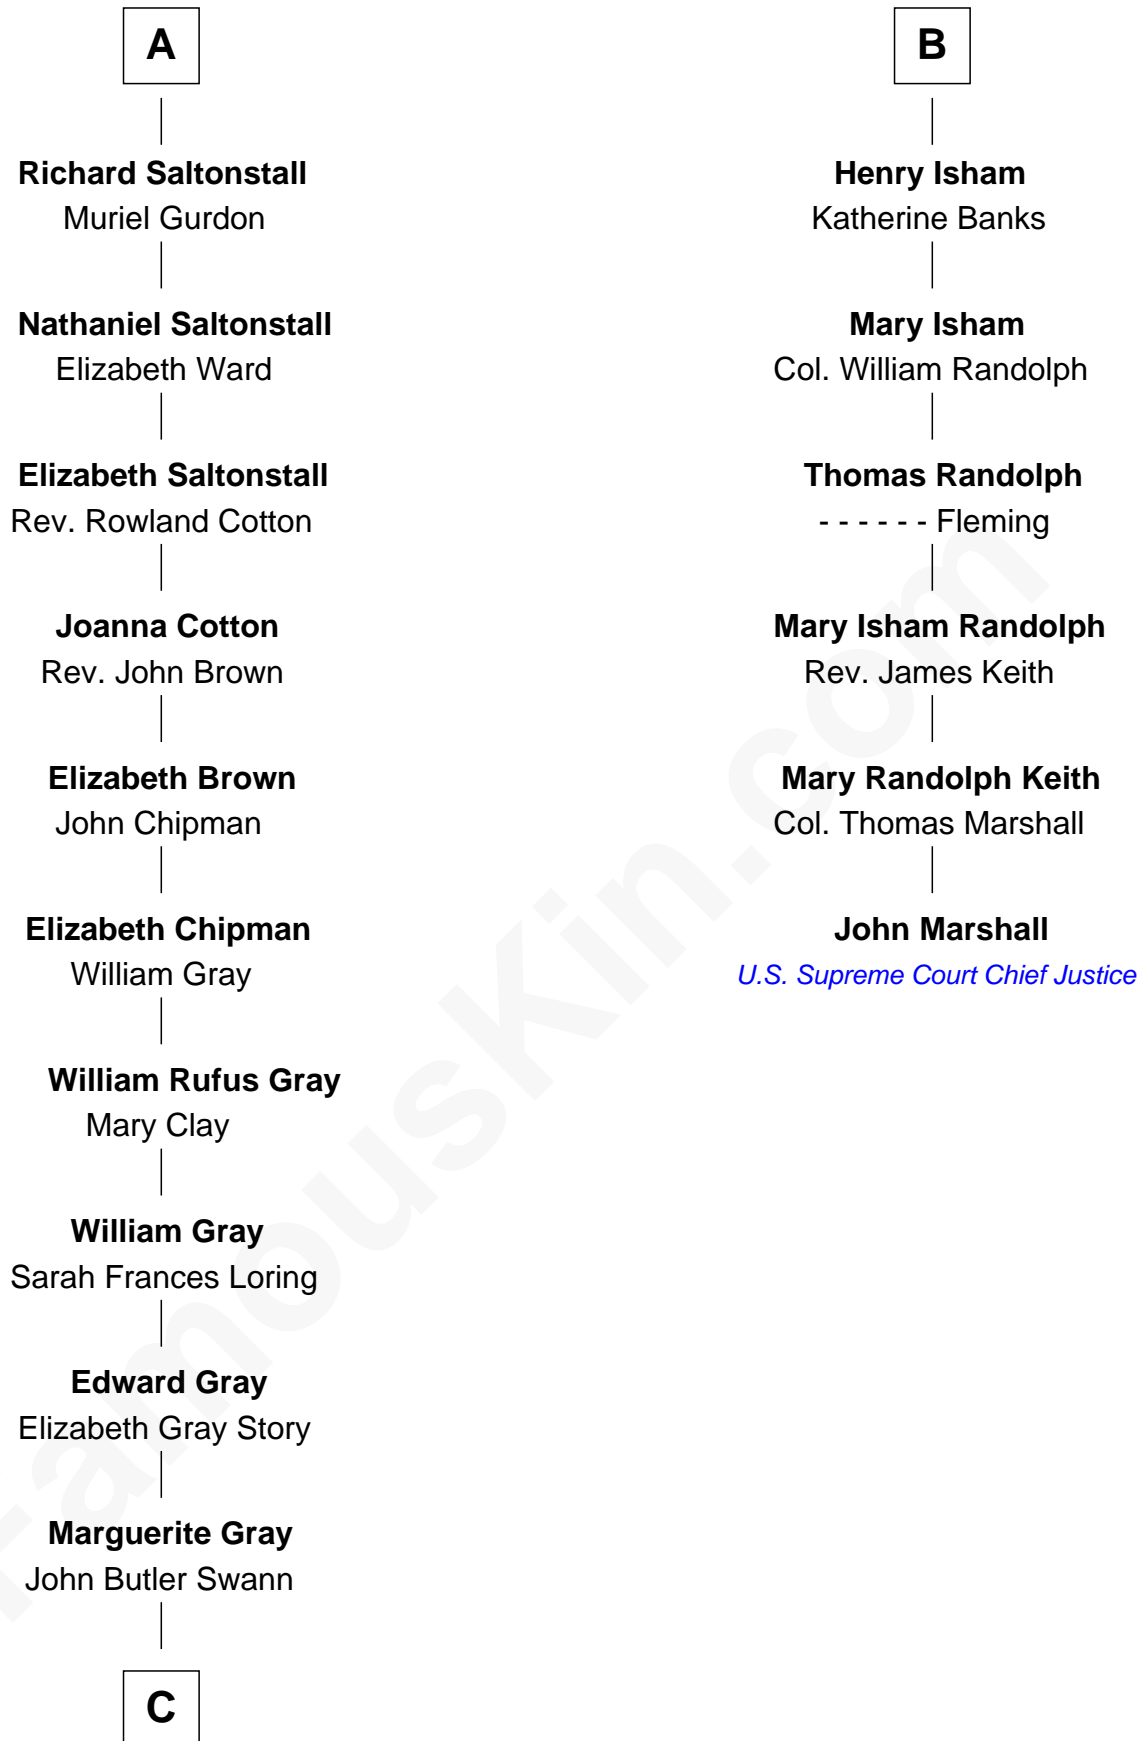 A
Richard Saltonstall
Muriel Gurdon
Nathaniel Saltonstall
Elizabeth Ward
Elizabeth Saltonstall
Rev. Rowland Cotton
Joanna Cotton
Rev. John Brown
Elizabeth Brown
John Chipman
Elizabeth Chipman
William Gray
William Rufus Gray
Mary Clay
William Gray
Sarah Frances Loring
Edward Gray
Elizabeth Gray Story
Marguerite Gray
John Butler Swann
C
B
Henry Isham
Katherine Banks
Mary Isham
Col. William Randolph
Thomas Randolph
- - - - - - Fleming
Mary Isham Randolph
Rev. James Keith
Mary Randolph Keith
Col. Thomas Marshall
John Marshall
U.S. Supreme Court Chief Justice
FamousKin.com